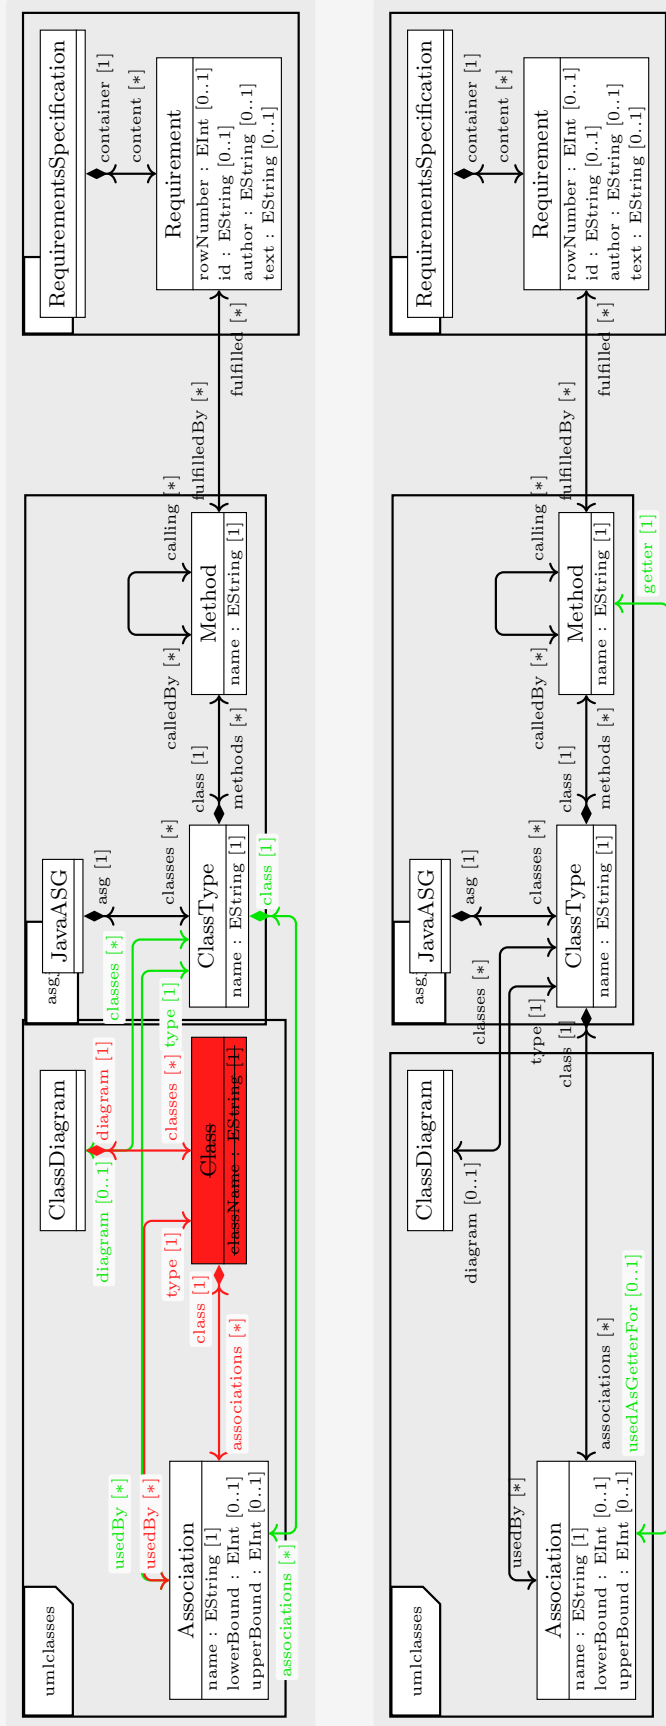 umlclasses
Association
name : EString [1]
lowerBound : EInt [0..1]
upperBound : EInt [0..1]
usedBy [*]
usedBy [*]
associations [*]
associations [*]
class [1]
type [1]
Class
className : EString [1]
classes [*]
diagram [1]
diagram [0..1]
ClassDiagram
classes [*]
type [1]
class [1]
asg
JavaASG
asg [1]
classes [*]
ClassType
name : EString [1]
class [1]
methods [*]
calledBy [*]
calling [*]
Method
name : EString [1]
fulfilledBy [*]
fulfilled [*]
RequirementsSpecification
container [1]
content [*]
Requirement
rowNumber : EInt [0..1]
id : EString [0..1]
author : EString [0..1]
text : EString [0..1]
umlclasses
Association
name : EString [1]
lowerBound : EInt [0..1]
upperBound : EInt [0..1]
usedBy [*]
associations [*]
usedAsGetterFor [0..1]
ClassDiagram
diagram [0..1]
classes [*]
type [1]
class [1]
asg
JavaASG
asg [1]
classes [*]
ClassType
name : EString [1]
class [1]
methods [*]
calledBy [*]
calling [*]
Method
name : EString [1]
getter [1]
fulfilledBy [*]
fulfilled [*]
RequirementsSpecification
container [1]
content [*]
Requirement
rowNumber : EInt [0..1]
id : EString [0..1]
author : EString [0..1]
text : EString [0..1]